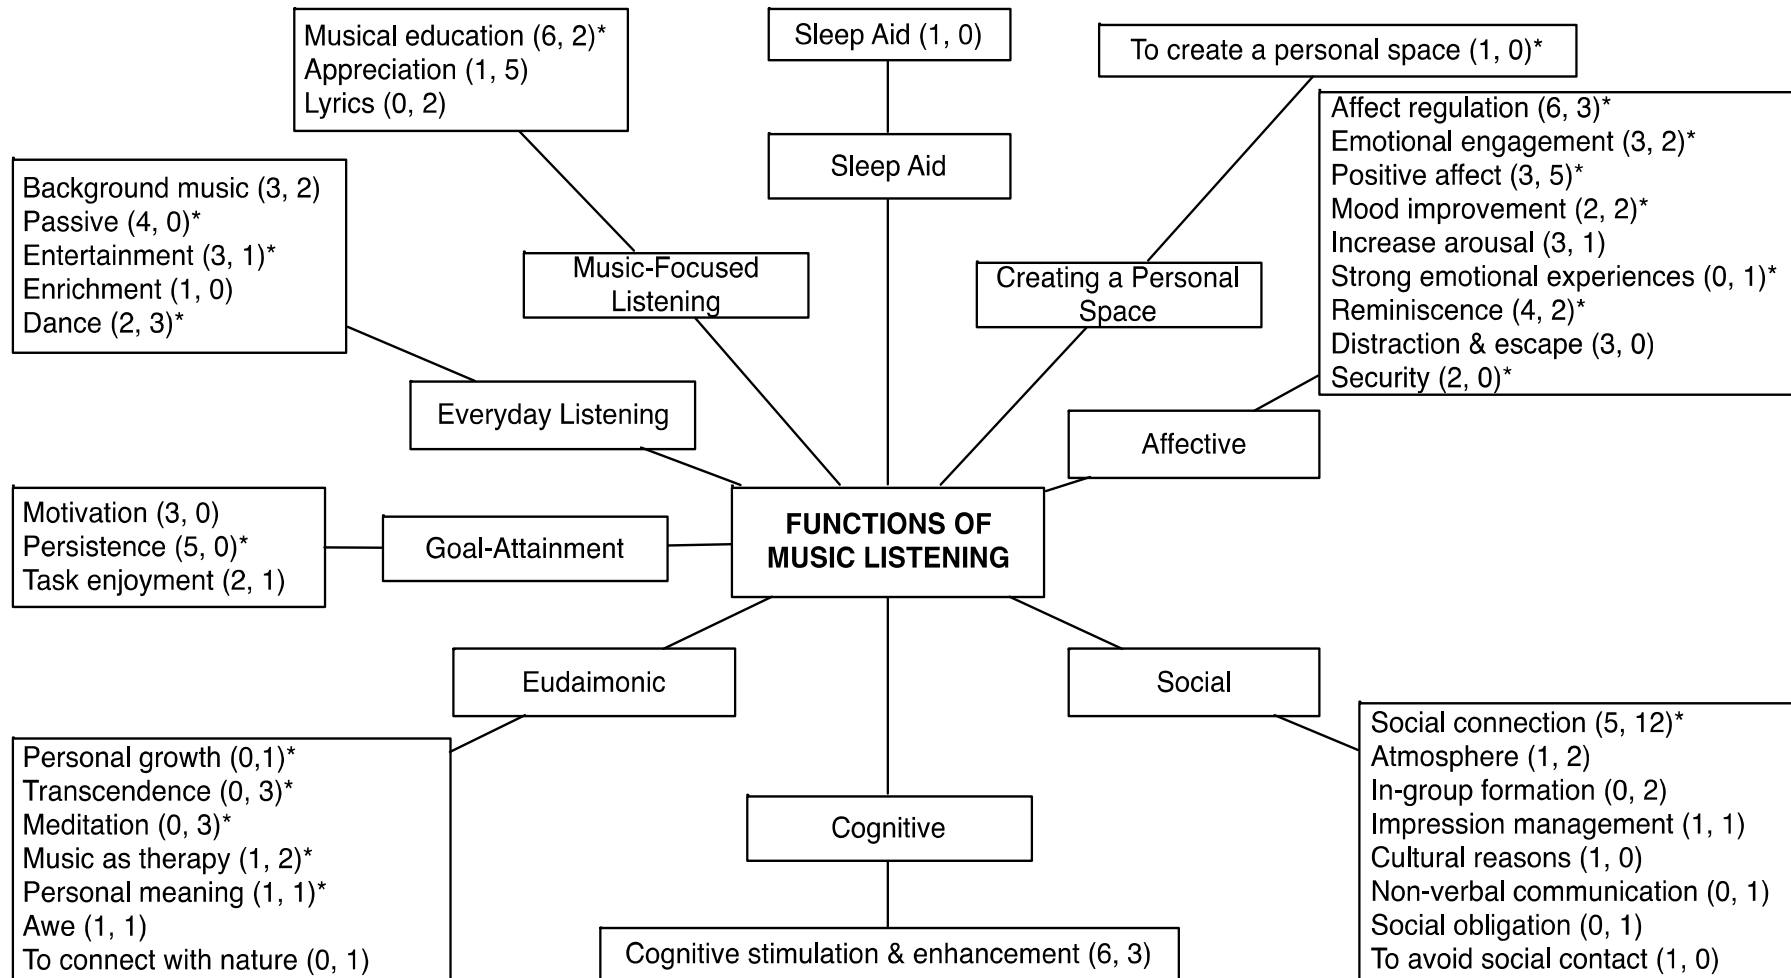 Musical education (6, 2)*
Appreciation (1, 5)
Lyrics (0, 2)
Sleep Aid (1, 0)
To create a personal space (1, 0)*
Sleep Aid
Affect regulation (6, 3)*
Emotional engagement (3, 2)*
Positive affect (3, 5)*
Mood improvement (2, 2)*
Increase arousal (3, 1)
Strong emotional experiences (0, 1)*
Reminiscence (4, 2)*
Distraction & escape (3, 0)
Security (2, 0)*
Background music (3, 2)
Passive (4, 0)*
Entertainment (3, 1)*
Enrichment (1, 0)
Dance (2, 3)*
Music-Focused
Listening
Creating a Personal
Space
Everyday Listening
Affective
Motivation (3, 0)
Persistence (5, 0)*
Task enjoyment (2, 1)
Goal-Attainment
FUNCTIONS OF
MUSIC LISTENING
Eudaimonic
Social
Personal growth (0,1)*
Transcendence (0, 3)*
Meditation (0, 3)*
Music as therapy (1, 2)*
Personal meaning (1, 1)*
Awe (1, 1)
To connect with nature (0, 1)
Cognitive
Cognitive stimulation & enhancement (6, 3)
Social connection (5, 12)*
Atmosphere (1, 2)
In-group formation (0, 2)
Impression management (1, 1)
Cultural reasons (1, 0)
Non-verbal communication (0, 1)
Social obligation (0, 1)
To avoid social contact (1, 0)